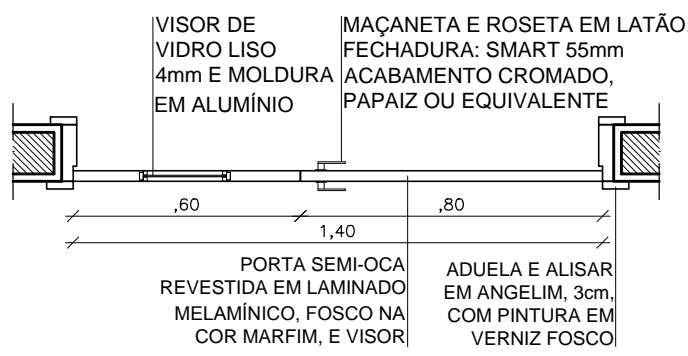 VISOR DE
VIDRO LISO
4mm E MOLDURA
EM ALUMÍNIO
MAÇANETA E ROSETA EM LATÃO.
FECHADURA: SMART 55mm
ACABAMENTO CROMADO,
PAPAIZ OU EQUIVALENTE
,60
,80
1,40
PORTA SEMI-OCA
REVESTIDA EM LAMINADO
MELAMÍNICO, FOSCO NA
COR MARFIM, E VISOR
ADUELA E ALISAR
EM ANGELIM, 3cm,
COM PINTURA EM
VERNIZ FOSCO